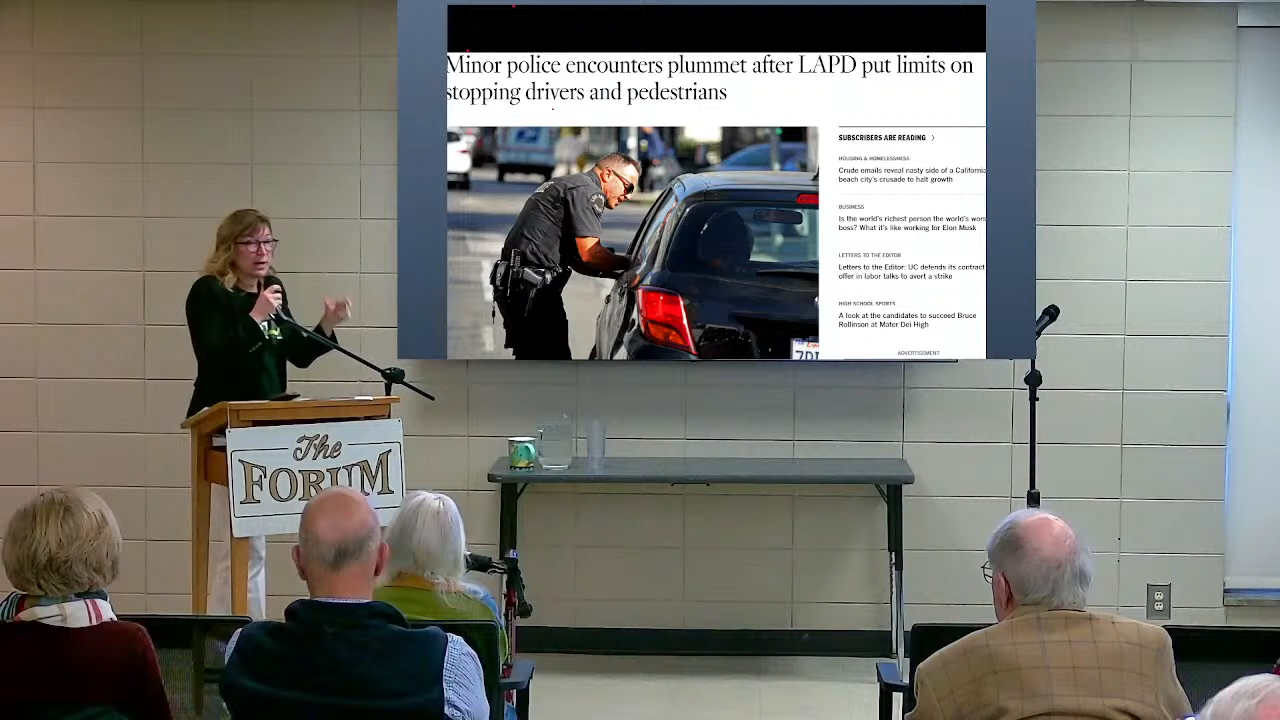 Minor police encounters plummet after LAPD put limits on
stopping drivers and pedestrians
SUBSCRIBERS ARE READING >
HOUSING & HOMELESSNESS
Crude emails reveal nasty side of a California
beach city's crusade to halt growth
BUSINESS
Is the world's richest person the world's wors
boss? What it's like working for Elon Musk
LETTERS TO THE EDITOR
Letters to the Editor: UC defends its contract
offer in labor talks to avert a strike
HIGH SCHOOL SPORTS
A look at the candidates to succeed Bruce
Rollinson at Mater Dei High
ADVERTISEMENT
The
FORUM